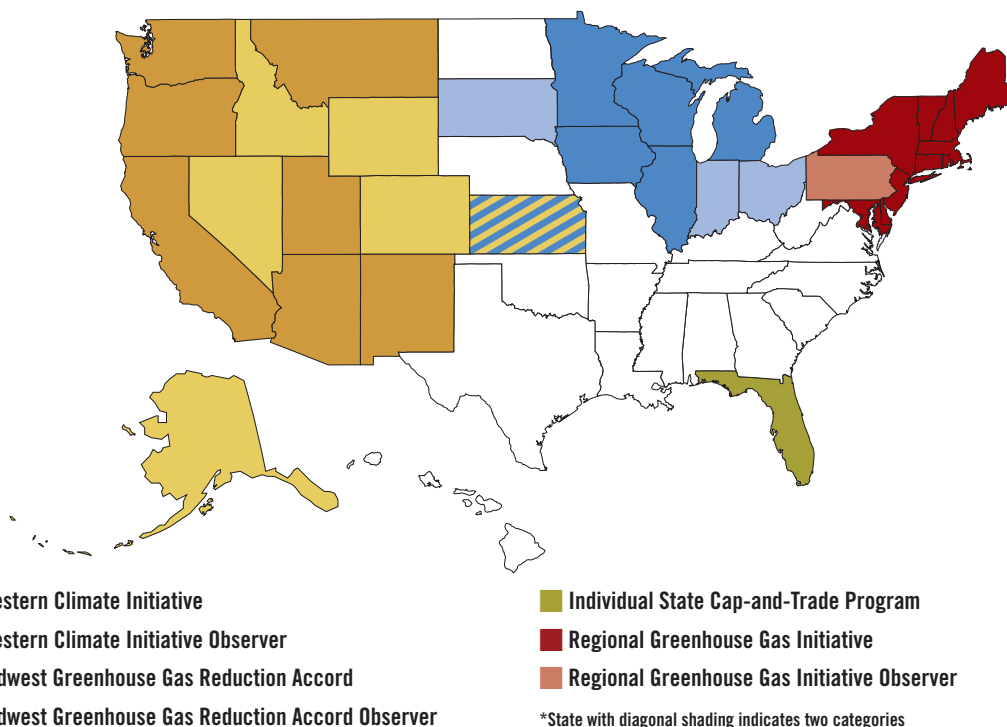 estern Climate Initiative
estern Climate Initiative Observer
dwest Greenhouse Gas Reduction Accord
dwest Greenhouse Gas Reduction Accord Observer
Individual State Cap-and-Trade Program
Regional Greenhouse Gas Initiative
Regional Greenhouse Gas Initiative Observer
*State with diagonal shading indicates two categories